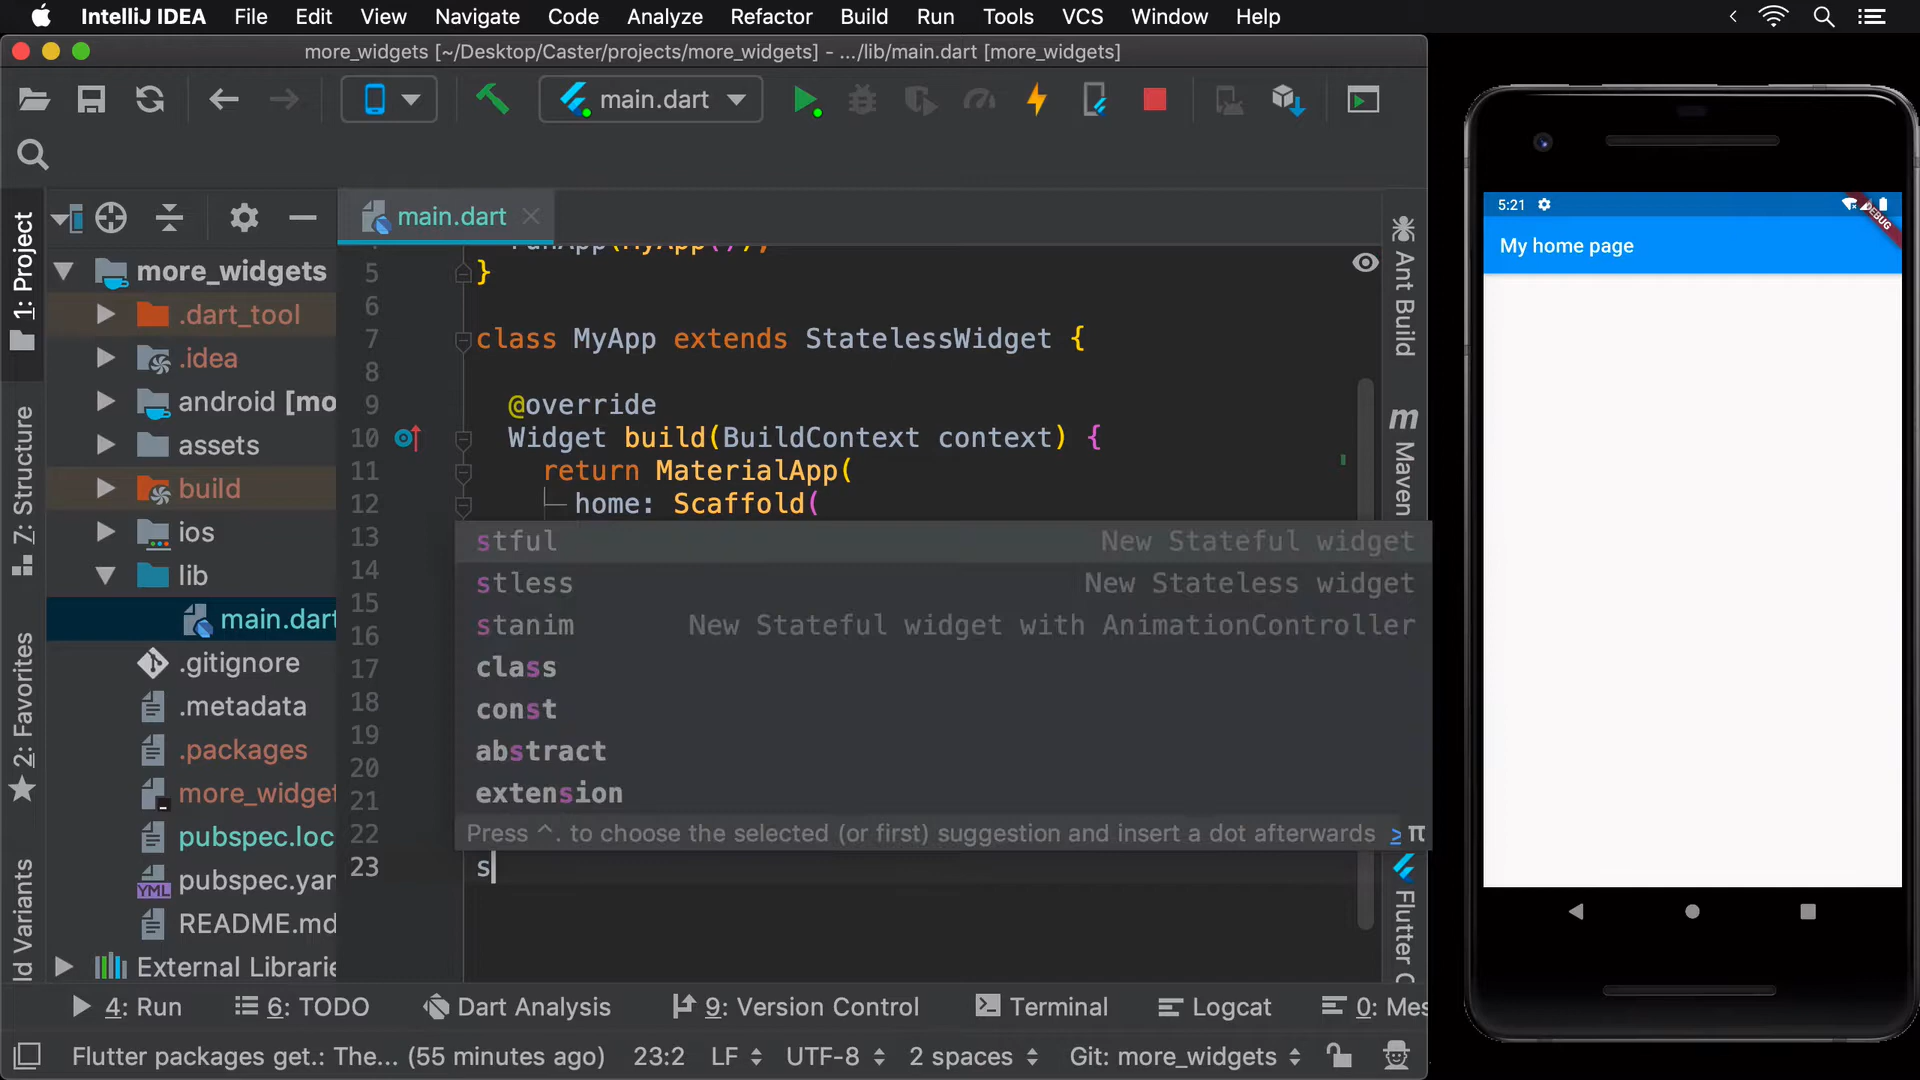 IntelliJ IDEA File Edit View Navigate Code Analyze Refactor Build Run Tools VCS Window Help
more_widgets [~/Desktop/Caster/projects/more_widgets] - .../lib/main.dart [more_widgets]
main.dart
1: Project
7: Structure
2: Favorites
ld Variants
more_widgets
.dart_tool
.idea
android [mo
assets
build
ios
lib
main.dart
.gitignore
.metadata
.packages
more_widget
pubspec.loc
pubspec.yan
README.md
External Librarie
main.dart
runApp(MyApp());
5 }
6
7 class MyApp extends StatelessWidget {
8
9 @override
10 Widget build(BuildContext context) {
11 return MaterialApp(
12 home: Scaffold(
13
14
15
16
17
18
19
20
21
22
23 s
stful New Stateful widget
stless New Stateless widget
stanim New Stateful widget with AnimationController
class
const
abstract
extension
Press ^. to choose the selected (or first) suggestion and insert a dot afterwards ≥ π
Ant Build
m Maven
Flutter O
4: Run 6: TODO Dart Analysis 9: Version Control Terminal Logcat 0: Mes
Flutter packages get.: The... (55 minutes ago) 23:2 LF UTF-8 2 spaces Git: more_widgets
5:21
DEBUG
My home page